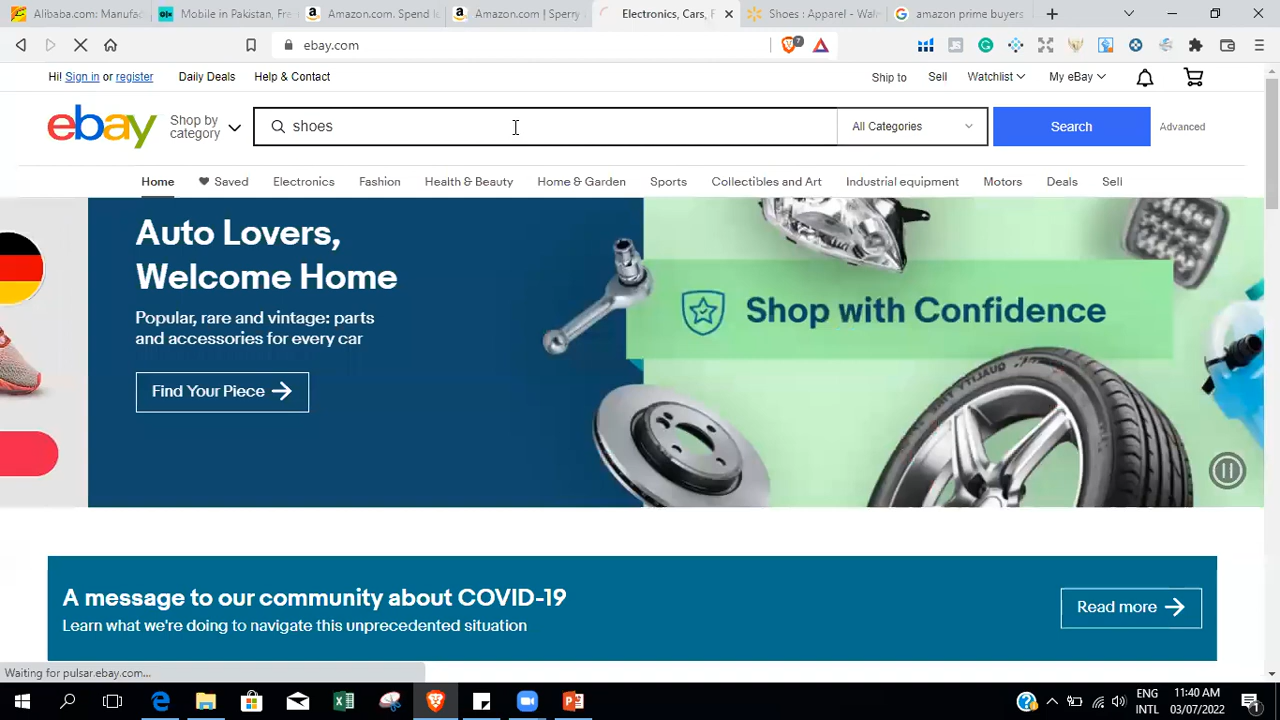 Alibaba.com: Manufac
Mobile in Pakistan, Fre
Amazon.com. Spend l
Amazon.com | Sperry
Electronics, Cars, F
Shoes : Apparel - Waln
amazon prime buyers
ebay.com
7
Hi! Sign in or register
Daily Deals
Help & Contact
Ship to
Sell
Watchlist
My eBay
ebay
Shop by category
shoes
All Categories
Search
Advanced
Home
Saved
Electronics
Fashion
Health & Beauty
Home & Garden
Sports
Collectibles and Art
Industrial equipment
Motors
Deals
Sell
Auto Lovers,
Welcome Home
Popular, rare and vintage: parts
and accessories for every car
Find Your Piece
Shop with Confidence
A message to our community about COVID-19
Learn what we're doing to navigate this unprecedented situation
Read more
Waiting for pulsar.ebay.com...
ENG
INTL
11:40 AM
03/07/2022
1